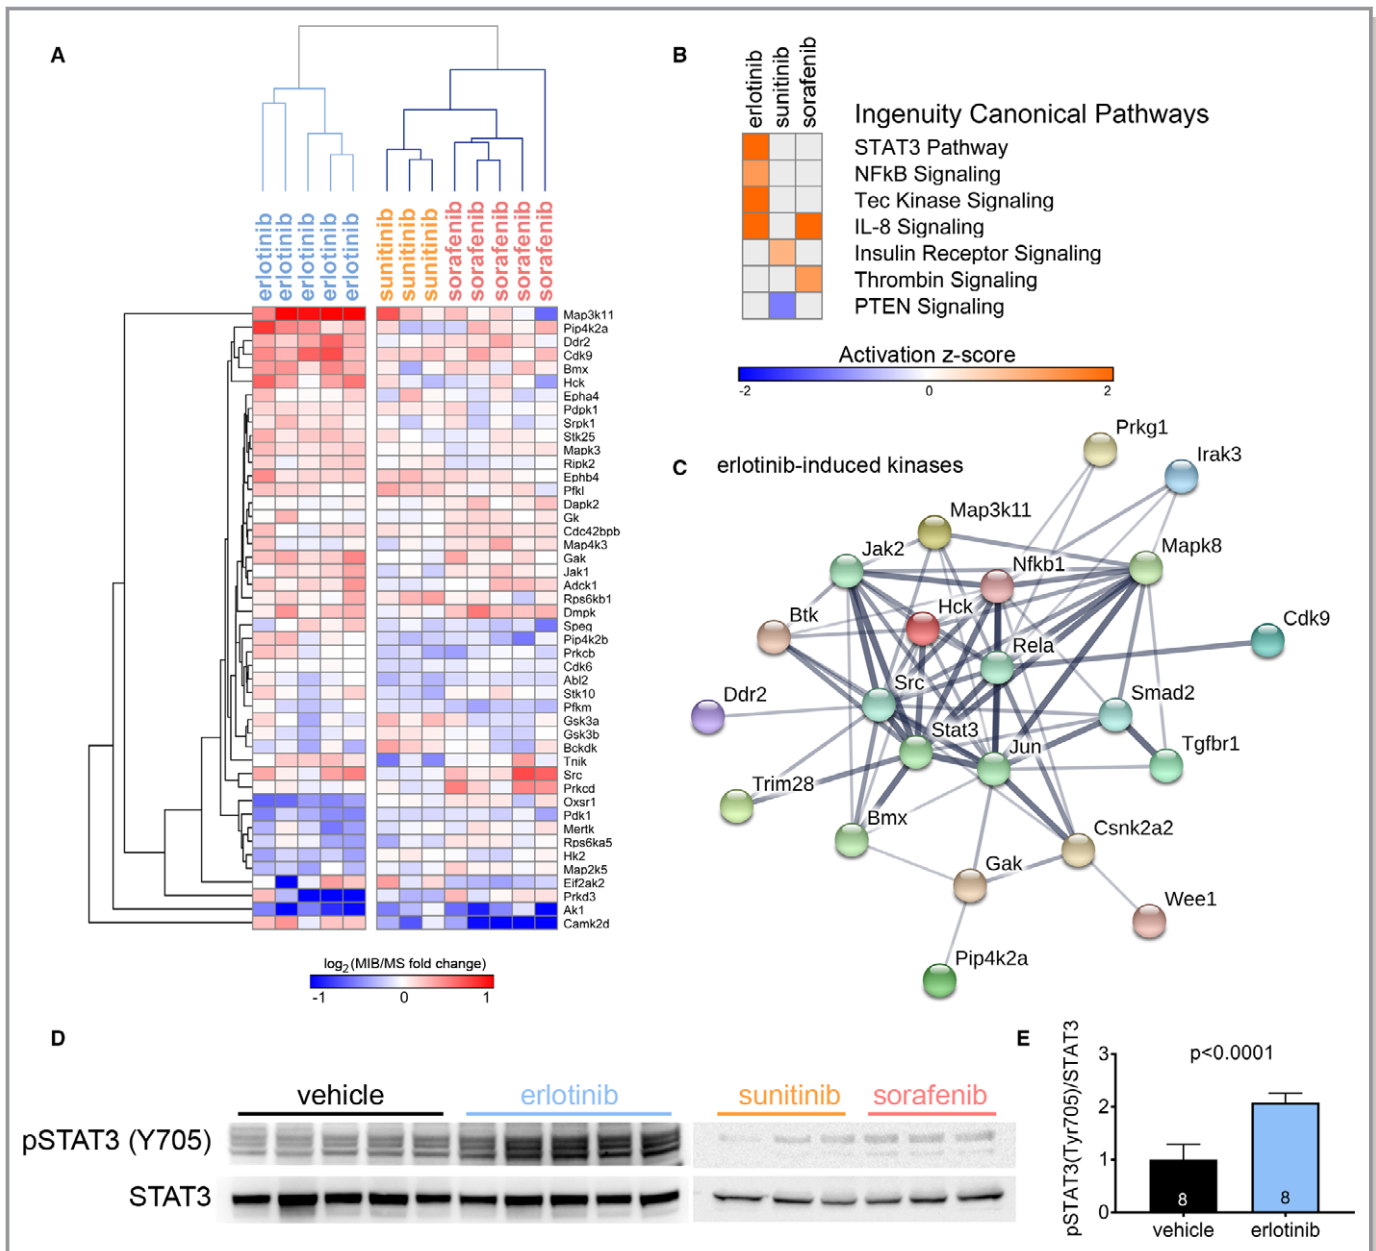 A
erlotinib
erlotinib
erlotinib
erlotinib
erlotinib
sunitinib
sunitinib
sunitinib
sorafenib
sorafenib
sorafenib
sorafenib
sorafenib
Map3k11
Pip4k2a
Ddr2
Cdk9
Bmx
Hck
Epha4
Pdpk1
Srpk1
Stk25
Mapk3
Ripk2
Ephb4
Pfkl
Dapk2
Gk
Cdc42bpb
Map4k3
Gak
Jak1
Adck1
Rps6kb1
Dmpk
Speg
Pip4k2b
Prkcb
Cdk6
Abl2
Stk10
Pfkm
Gsk3a
Gsk3b
Bckdk
Tnik
Src
Prkcd
Oxsr1
Pdk1
Mertk
Rps6ka5
Hk2
Map2k5
Eif2ak2
Prkd3
Ak1
Camk2d
log2(MIB/MS fold change)
-1 0 1
B
erlotinib
sunitinib
sorafenib
Ingenuity Canonical Pathways
STAT3 Pathway
NFkB Signaling
Tec Kinase Signaling
IL-8 Signaling
Insulin Receptor Signaling
Thrombin Signaling
PTEN Signaling
Activation z-score
-2 0 2
C
erlotinib-induced kinases
Prkg1
Irak3
Map3k11
Jak2
Nfkb1
Mapk8
Hck
Btk
Cdk9
Rela
Src
Ddr2
Smad2
Stat3
Jun
Tgfbr1
Trim28
Bmx
Csnk2a2
Gak
Wee1
Pip4k2a
D
vehicle erlotinib sunitinib sorafenib
pSTAT3 (Y705)
STAT3
E
pSTAT3(Tyr705)/STAT3
p<0.0001
3
2
1
0
8 8
vehicle erlotinib